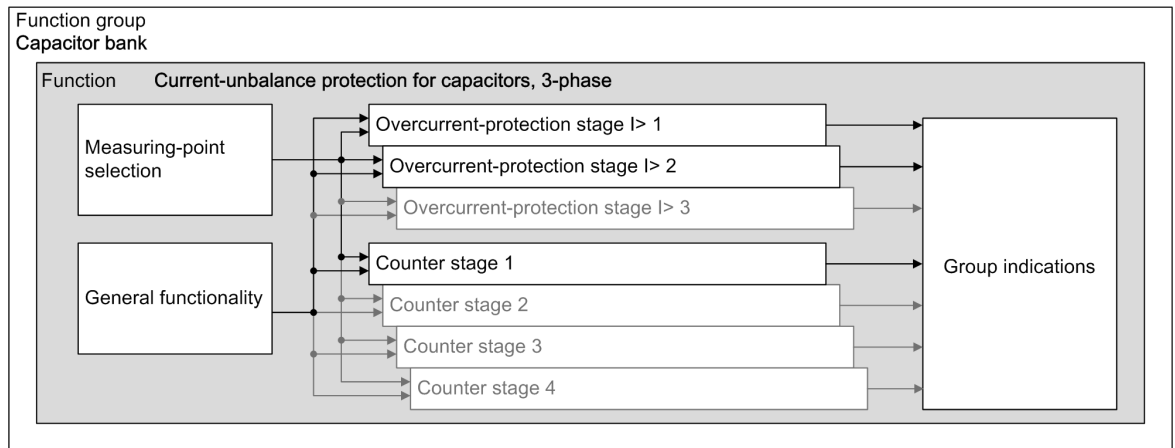 Function group
Capacitor bank
Function Current-unbalance protection for capacitors, 3-phase
Measuring-point
selection
General functionality
Overcurrent-protection stage I> 1
Overcurrent-protection stage I> 2
Overcurrent-protection stage I> 3
Counter stage 1
Counter stage 2
Counter stage 3
Counter stage 4
Group indications